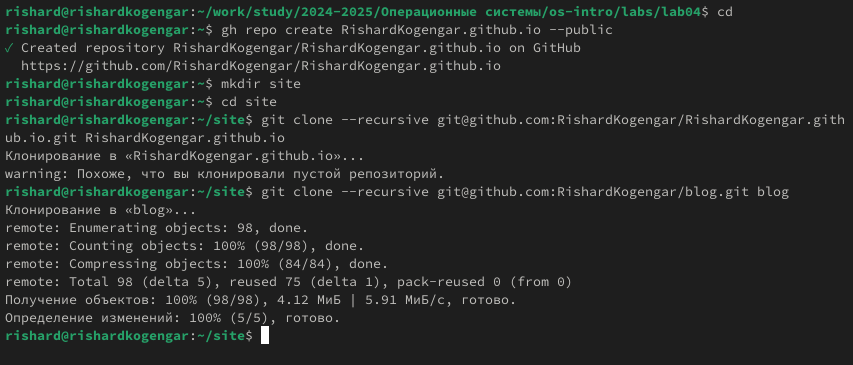 rishard@rishardkogengar:~/work/study/2024-2025/Операционные системы/os-intro/labs/lab04$ cd
rishard@rishardkogengar:~$ gh repo create RishardKogengar.github.io --public
✓ Created repository RishardKogengar/RishardKogengar.github.io on GitHub
  https://github.com/RishardKogengar/RishardKogengar.github.io
rishard@rishardkogengar:~$ mkdir site
rishard@rishardkogengar:~$ cd site
rishard@rishardkogengar:~/site$ git clone --recursive git@github.com:RishardKogengar/RishardKogengar.gith
ub.io.git RishardKogengar.github.io
Клонирование в «RishardKogengar.github.io»...
warning: Похоже, что вы клонировали пустой репозиторий.
rishard@rishardkogengar:~/site$ git clone --recursive git@github.com:RishardKogengar/blog.git blog
Клонирование в «blog»...
remote: Enumerating objects: 98, done.
remote: Counting objects: 100% (98/98), done.
remote: Compressing objects: 100% (84/84), done.
remote: Total 98 (delta 5), reused 75 (delta 1), pack-reused 0 (from 0)
Получение объектов: 100% (98/98), 4.12 МиБ | 5.91 МиБ/с, готово.
Определение изменений: 100% (5/5), готово.
rishard@rishardkogengar:~/site$